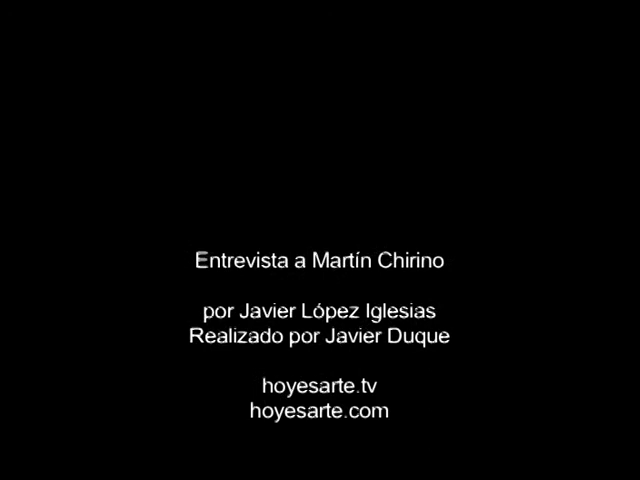 Entrevista a Martín Chirino
por Javier López Iglesias
Realizado por Javier Duque
hoyesarte.tv
hoyesarte.com